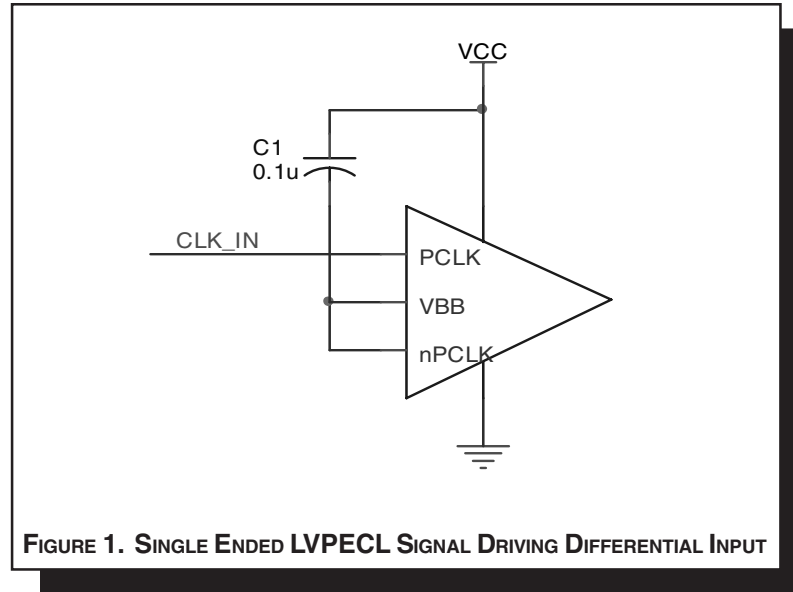 VCC
C1
0.1u
CLK_IN
PCLK
VBB
nPCLK
FIGURE 1. SINGLE ENDED LVPECL SIGNAL DRIVING DIFFERENTIAL INPUT